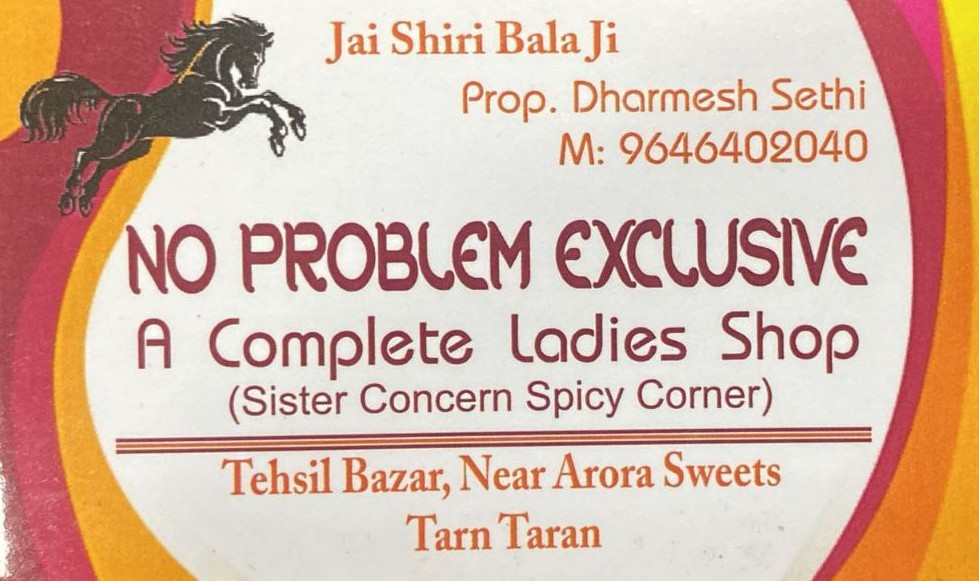 Jai Shiri Bala Ji
Prop. Dharmesh Sethi
M: 9646402040
NO PROBLEM EXCLUSIVE
A Complete Ladies Shop
(Sister Concern Spicy Corner)
Tehsil Bazar, Near Arora Sweets
Tarn Taran